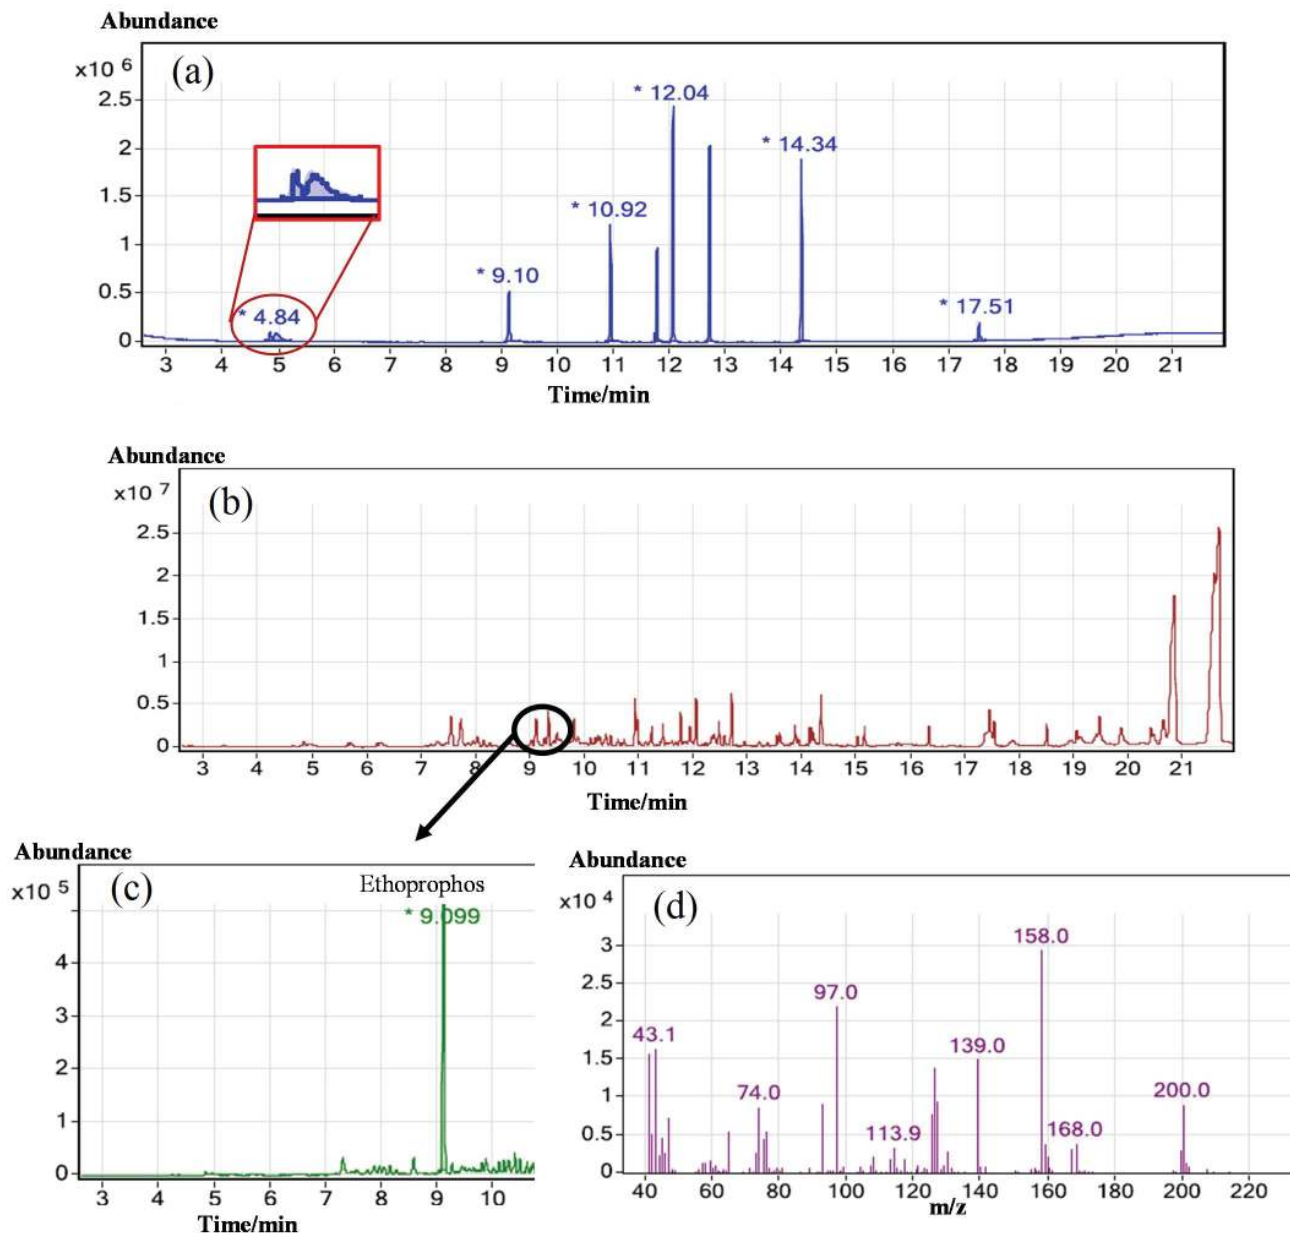 Abundance
x10 6
(a)
2.5
2
1.5
1
0.5
0
* 4.84
* 9.10
* 10.92
* 12.04
* 14.34
* 17.51
3 4 5 6 7 8 9 10 11 12 13 14 15 16 17 18 19 20 21
Time/min
Abundance
x10 7
(b)
2.5
2
1.5
1
0.5
0
3 4 5 6 7 8 9 10 11 12 13 14 15 16 17 18 19 20 21
Time/min
Abundance
x10 5
(c)
Ethoprophos
* 9.099
4
3
2
1
0
3 4 5 6 7 8 9 10
Time/min
Abundance
x10 4
(d)
3
2.5
2
1.5
1
0.5
0
43.1
74.0
97.0
113.9
139.0
158.0
168.0
200.0
40 60 80 100 120 140 160 180 200 220
m/z